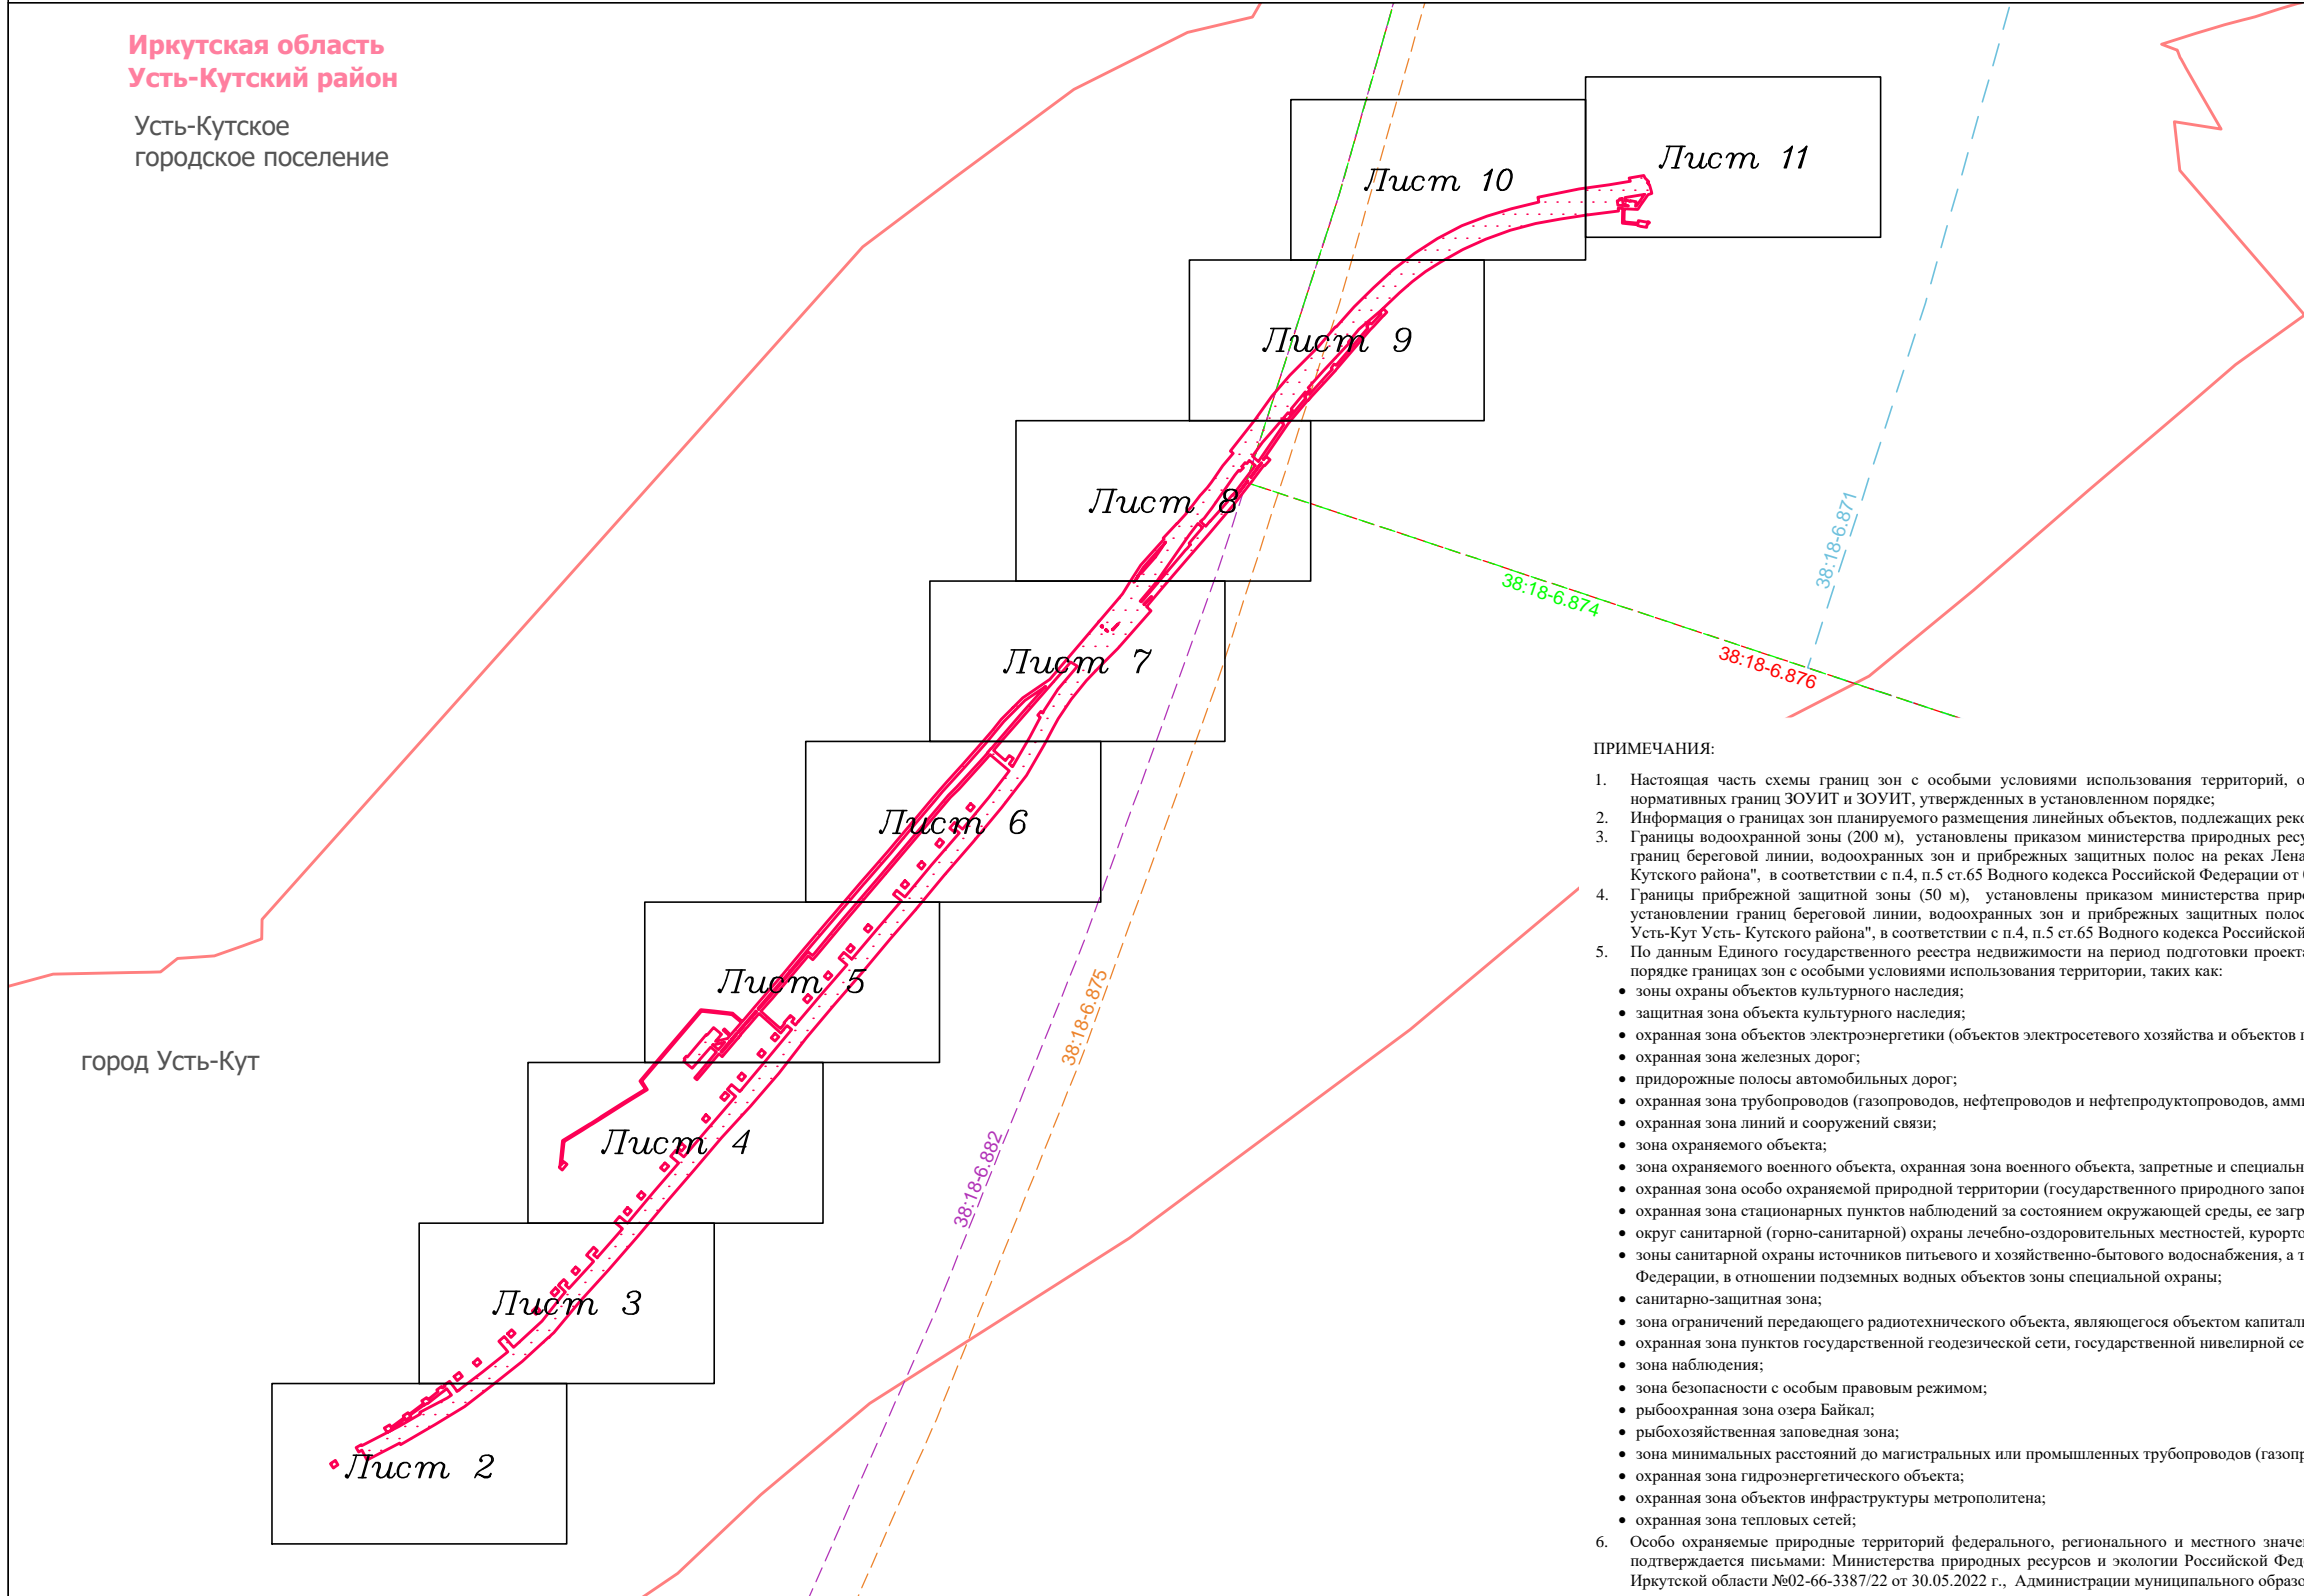 Иркутская область
Усть-Кутский район
Усть-Кутское
городское поселение
Лист 11
Лист 10
Лист 9
Лист 8
38:18-6.871
38:18-6.874
38:18-6.876
Лист 7
Лист 6
Лист 5
38:18-6.875
город Усть-Кут
Лист 4
38:18-6.882
Лист 3
Лист 2
ПРИМЕЧАНИЯ:
1. Настоящая часть схемы границ зон с особыми условиями использования территорий,
нормативных границ ЗОУИТ и ЗОУИТ, утвержденных в установленном порядке;
2. Информация о границах зон планируемого размещения линейных объектов, подлежащих
3. Границы водоохранной зоны (200 м), установлены приказом министерства природных
границ береговой линии, водоохранных зон и прибрежных защитных полос на реках Лена
Кутского района", в соответствии с п.4, п.5 ст.65 Водного кодекса Российской Федерации от
4. Границы прибрежной защитной зоны (50 м), установлены приказом министерства
установлении границ береговой линии, водоохранных зон и прибрежных защитных полос
Усть-Кут Усть- Кутского района", в соответствии с п.4, п.5 ст.65 Водного кодекса Российской
5. По данным Единого государственного реестра недвижимости на период подготовки проекта
порядке границах зон с особыми условиями использования территории, таких как:
• зоны охраны объектов культурного наследия;
• защитная зона объекта культурного наследия;
• охранная зона объектов электроэнергетики (объектов электросетевого хозяйства и объектов
• охранная зона железных дорог;
• придорожные полосы автомобильных дорог;
• охранная зона трубопроводов (газопроводов, нефтепроводов и нефтепродуктопроводов,
• охранная зона линий и сооружений связи;
• зона охраняемого объекта;
• зона охраняемого военного объекта, охранная зона военного объекта, запретные и
• охранная зона особо охраняемой природной территории (государственного природного
• охранная зона стационарных пунктов наблюдений за состоянием окружающей среды, ее
• округ санитарной (горно-санитарной) охраны лечебно-оздоровительных местностей,
• зоны санитарной охраны источников питьевого и хозяйственно-бытового водоснабжения, а
Федерации, в отношении подземных водных объектов зоны специальной охраны;
• санитарно-защитная зона;
• зона ограничений передающего радиотехнического объекта, являющегося объектом
• охранная зона пунктов государственной геодезической сети, государственной нивелирной
• зона наблюдения;
• зона безопасности с особым правовым режимом;
• рыбоохранная зона озера Байкал;
• рыбохозяйственная заповедная зона;
• зона минимальных расстояний до магистральных или промышленных трубопроводов
• охранная зона гидроэнергетического объекта;
• охранная зона объектов инфраструктуры метрополитена;
• охранная зона тепловых сетей;
6. Особо охраняемые природные территорий федерального, регионального и местного
подтверждается письмами: Министерства природных ресурсов и экологии Российской
Иркутской области №02-66-3387/22 от 30.05.2022 г., Администрации муниципального